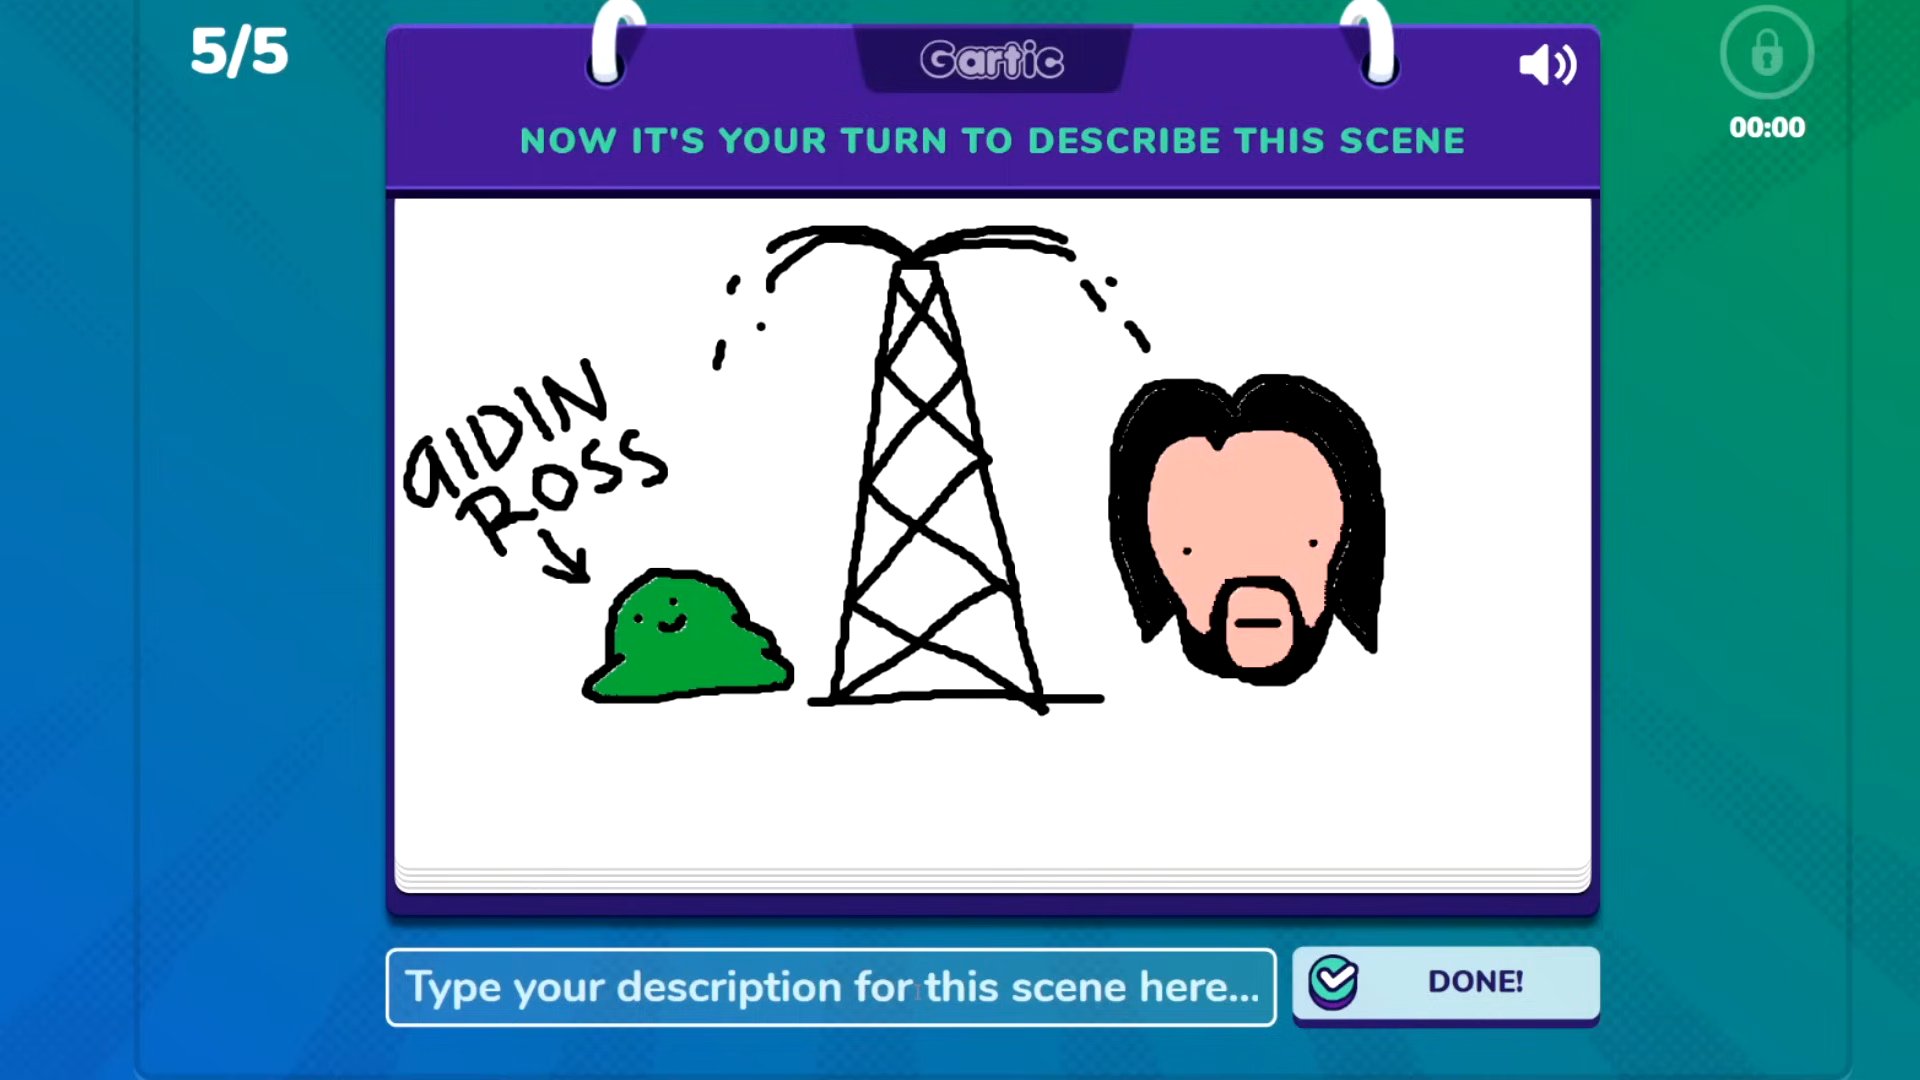 5/5
Gartic
00:00
NOW IT'S YOUR TURN TO DESCRIBE THIS SCENE
AIDIN
ROSS
Type your description for this scene here...
DONE!